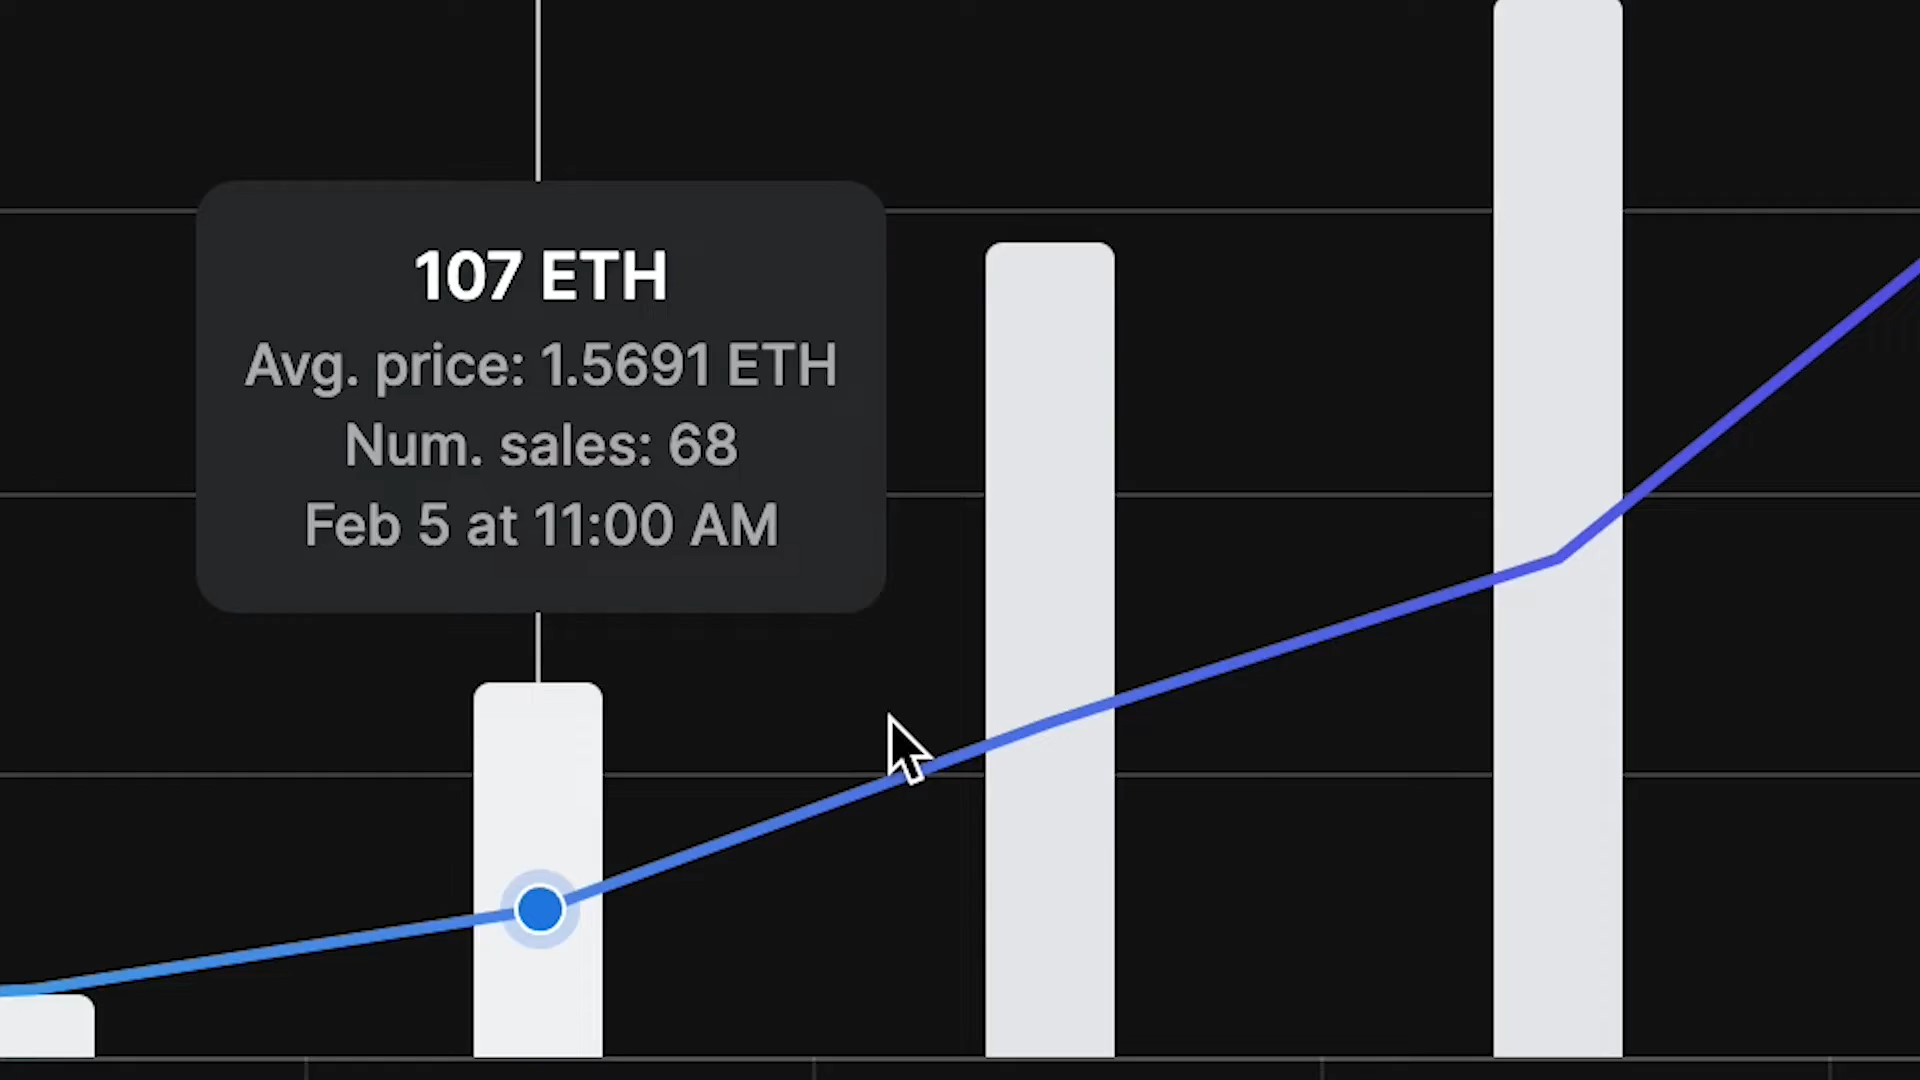 107 ETH
Avg. price: 1.5691 ETH
Num. sales: 68
Feb 5 at 11:00 AM